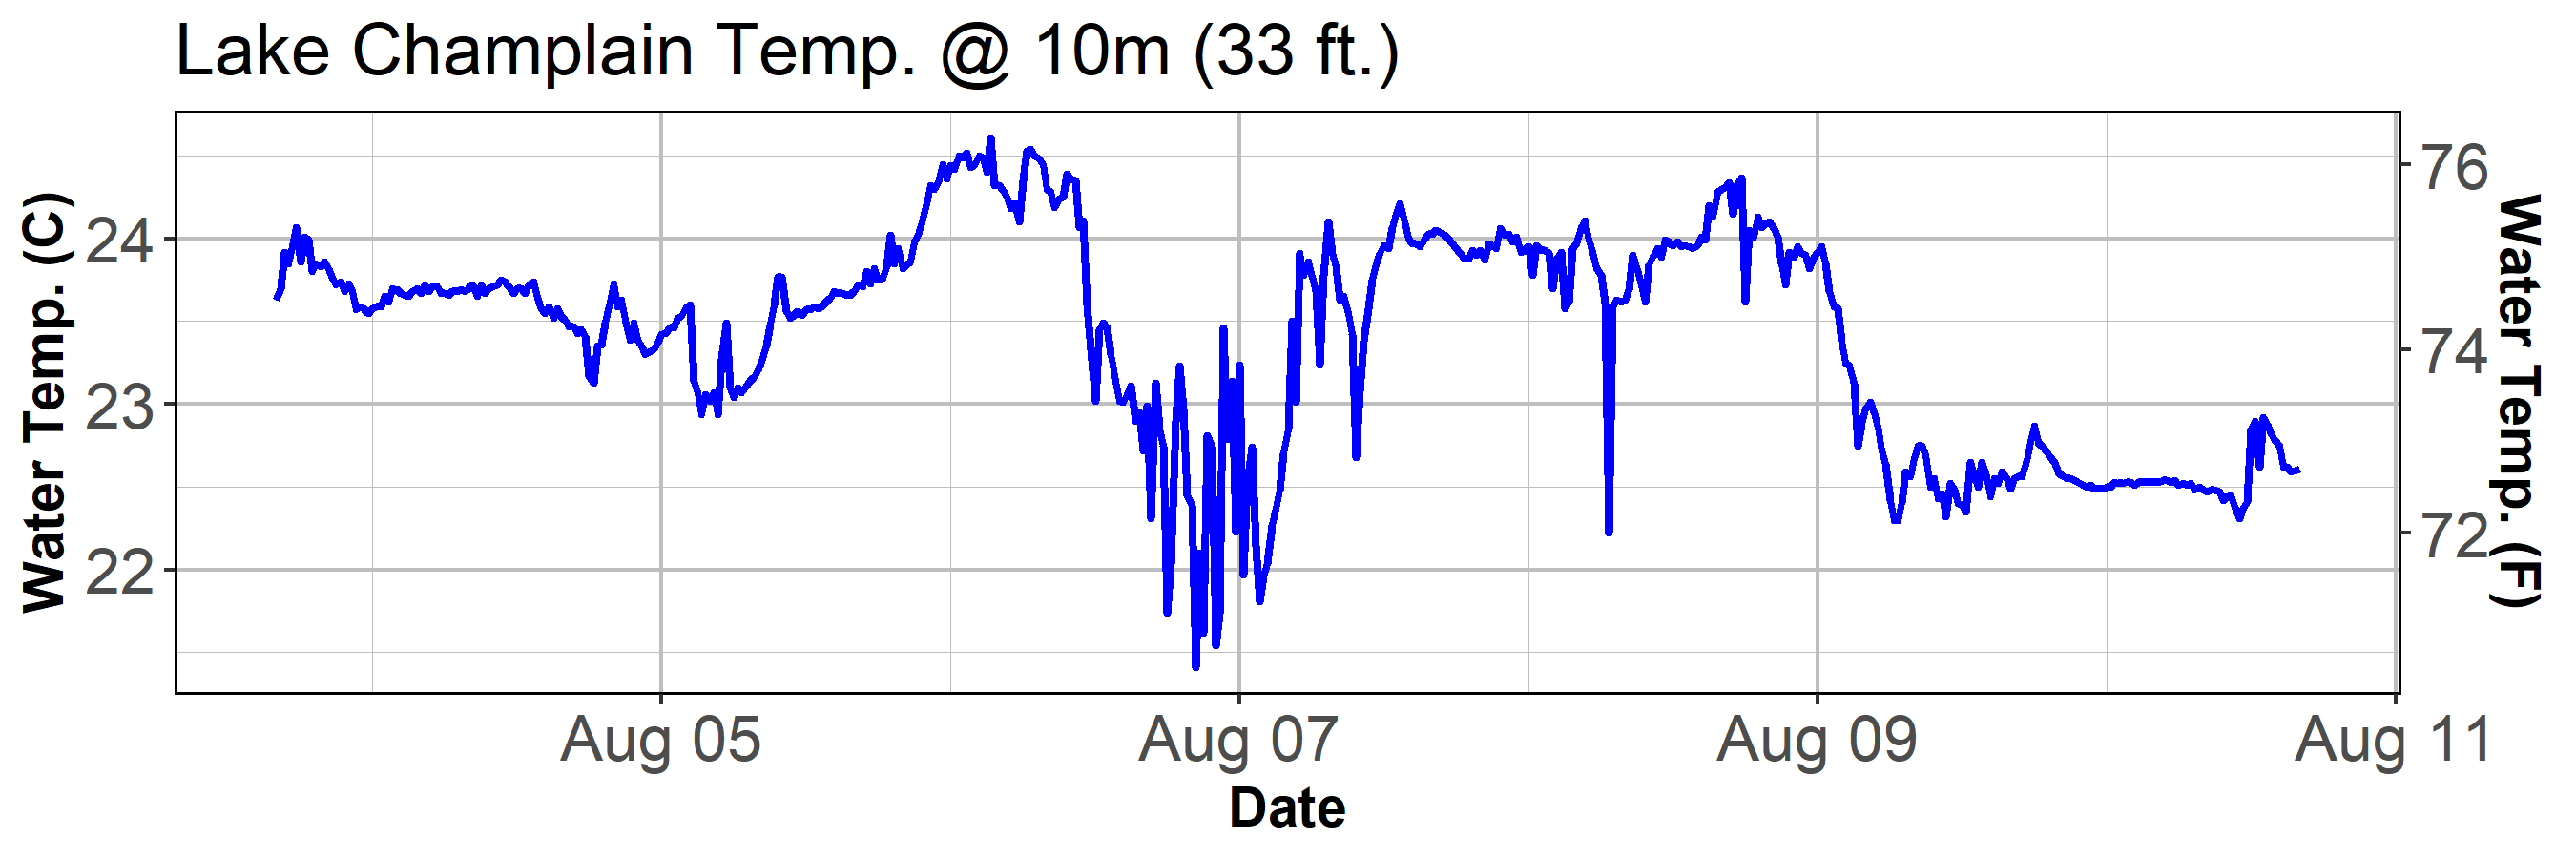 Lake Champlain Temp. @ 10m (33 ft.)
Water Temp. (C)
24
23
22
76
74
72
Water Temp. (F)
Aug 05
Aug 07
Aug 09
Aug 11
Date